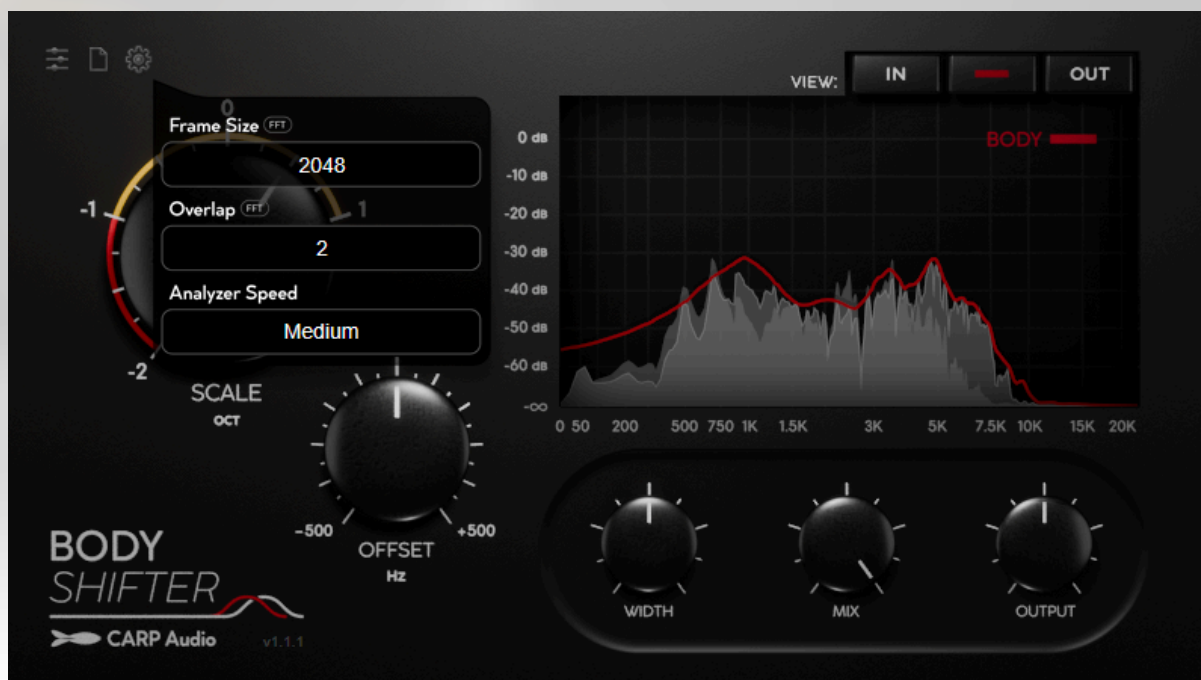 VIEW:
IN
OUT
0
Frame Size FFT
2048
-1
1
Overlap FFT
2
Analyzer Speed
Medium
-2
SCALE
OCT
BODY
0 dB
-10 dB
-20 dB
-30 dB
-40 dB
-50 dB
-60 dB
-∞
0 50 200 500 750 1K 1.5K 3K 5K 7.5K 10K 15K 20K
-500
+500
OFFSET
Hz
WIDTH
MIX
OUTPUT
BODY
SHIFTER
CARP Audio
v1.1.1